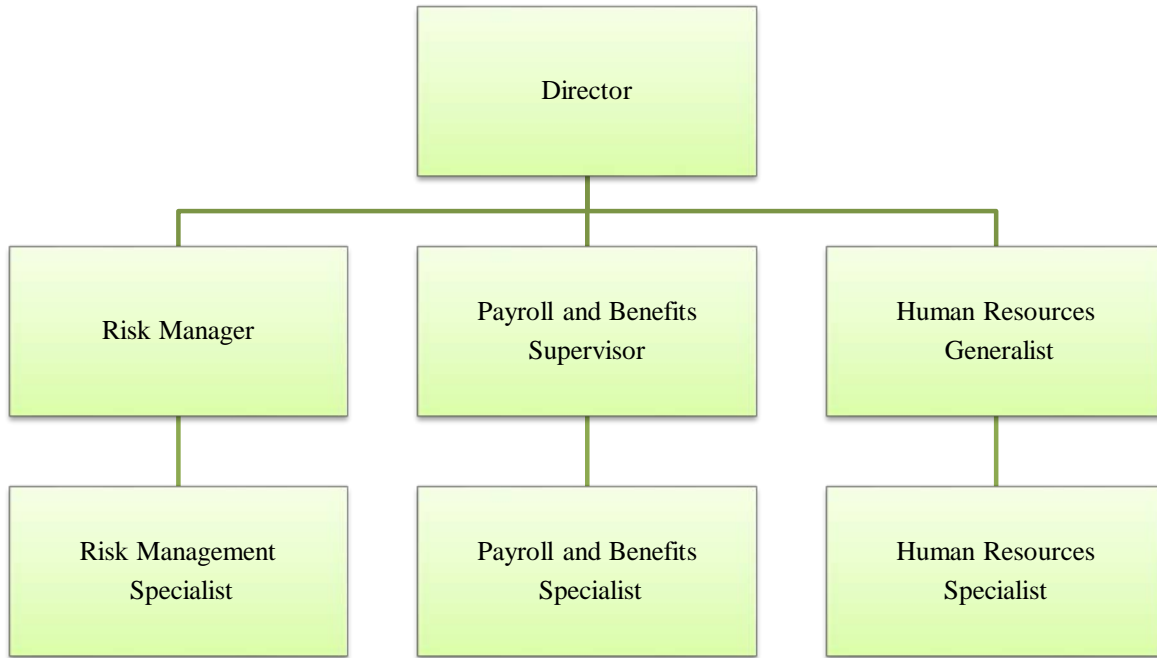 Director
Risk Manager
Payroll and Benefits
Supervisor
Human Resources
Generalist
Risk Management
Specialist
Payroll and Benefits
Specialist
Human Resources
Specialist